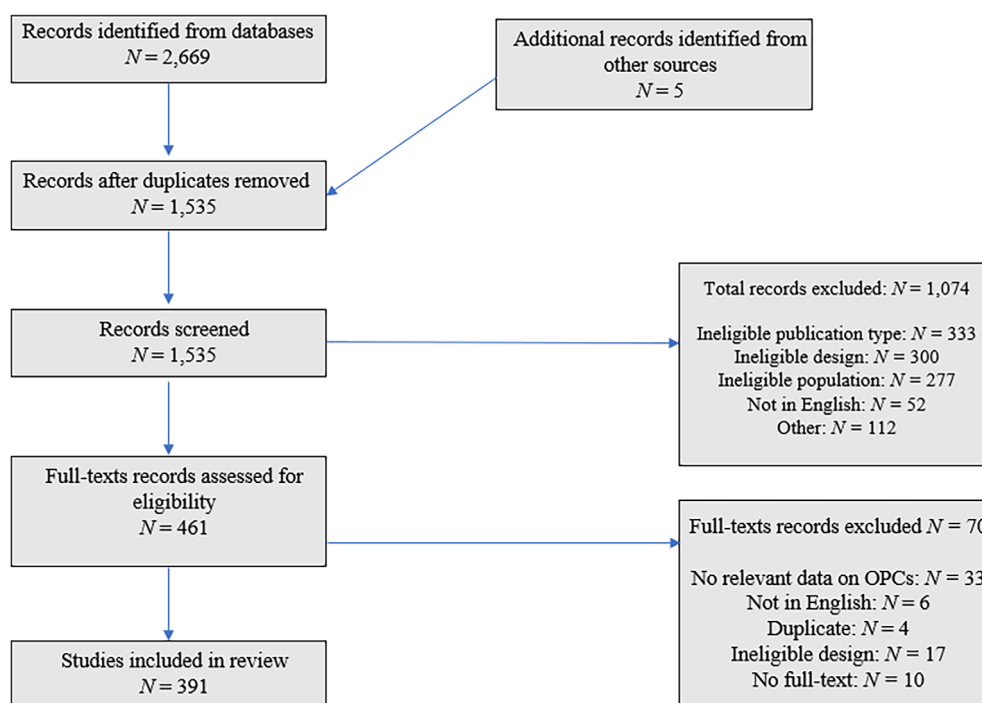 Records identified from databases
N = 2,669
Additional records identified from
other sources
N = 5
Records after duplicates removed
N = 1,535
Records screened
N = 1,535
Total records excluded: N = 1,074
Ineligible publication type: N = 333
Ineligible design: N = 300
Ineligible population: N = 277
Not in English: N = 52
Other: N = 112
Full-texts records assessed for
eligibility
N = 461
Full-texts records excluded N = 70
No relevant data on OPCs: N = 33
Not in English: N = 6
Duplicate: N = 4
Ineligible design: N = 17
No full-text: N = 10
Studies included in review
N = 391